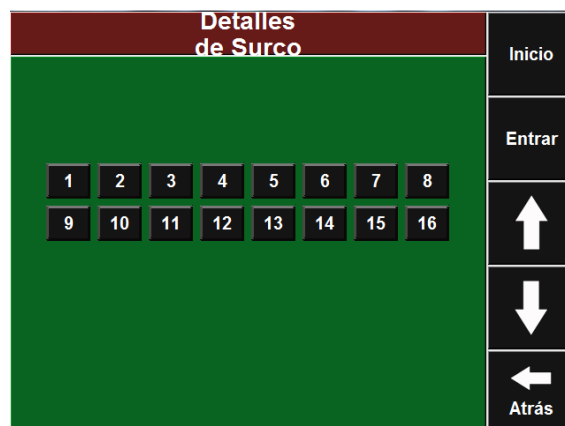 Detalles
de Surco
Inicio
Entrar
1 2 3 4 5 6 7 8
9 10 11 12 13 14 15 16
Atrás